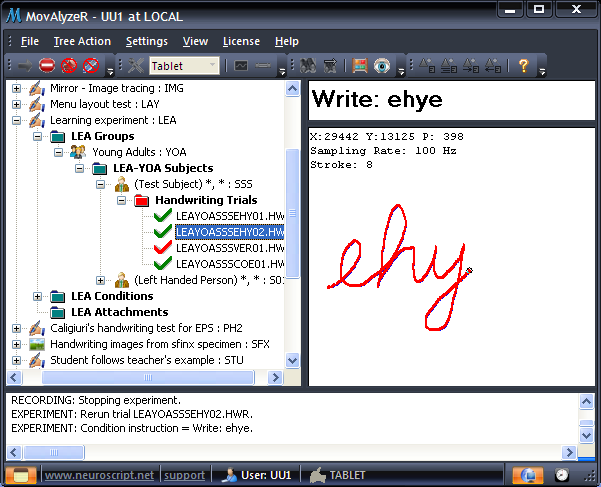 MovAlyzeR - UU1 at LOCAL
File Tree Action Settings View License Help
Tablet
Mirror - Image tracing : IMG
Menu layout test : LAY
Learning experiment : LEA
LEA Groups
Young Adults : YOA
LEA-YOA Subjects
(Test Subject) *, * : SSS
Handwriting Trials
LEAYOASSSEHY01.HW
LEAYOASSSEHY02.HW
LEAYOASSSVER01.HW
LEAYOASSSCOE01.HW
(Left Handed Person) *, * : S01
LEA Conditions
LEA Attachments
Caligiuri's handwriting test for EPS : PH2
Handwriting images from sfinx specimen : SFX
Student follows teacher's example : STU
Write: ehye
X:29442 Y:13125 P: 398
Sampling Rate: 100 Hz
Stroke: 8
ehy
RECORDING: Stopping experiment.
EXPERIMENT: Rerun trial LEAYOASSSEHY02.HWR.
EXPERIMENT: Condition instruction = Write: ehye.
www.neuroscript.net support User: UU1 TABLET